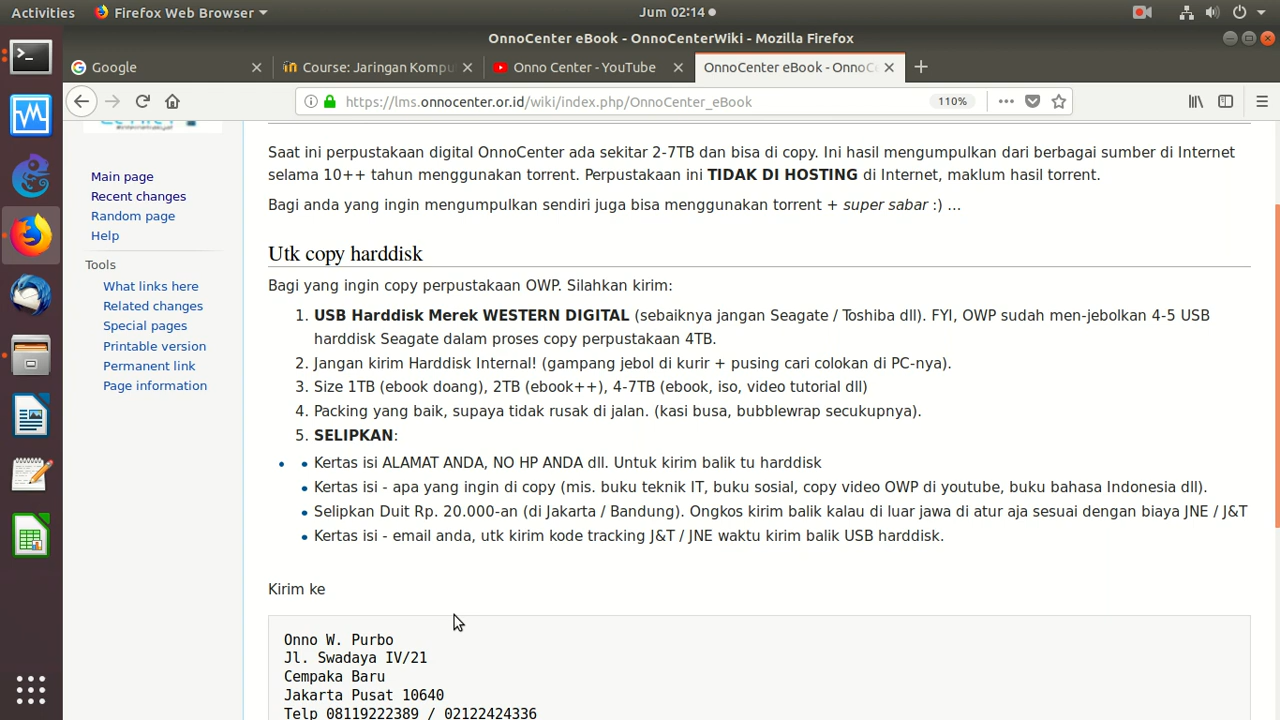 Activities
Firefox Web Browser
Jum 02:14
OnnoCenter eBook - OnnoCenterWiki - Mozilla Firefox
Google
Course: Jaringan Kompu
Onno Center - YouTube
OnnoCenter eBook - OnnoC
https://lms.onnocenter.or.id/wiki/index.php/OnnoCenter_eBook
110%
Main page
Recent changes
Random page
Help
Tools
What links here
Related changes
Special pages
Printable version
Permanent link
Page information
Saat ini perpustakaan digital OnnoCenter ada sekitar 2-7TB dan bisa di copy. Ini hasil mengumpulkan dari berbagai sumber di Internet
selama 10++ tahun menggunakan torrent. Perpustakaan ini TIDAK DI HOSTING di Internet, maklum hasil torrent.
Bagi anda yang ingin mengumpulkan sendiri juga bisa menggunakan torrent + super sabar :) ...
Utk copy harddisk
Bagi yang ingin copy perpustakaan OWP. Silahkan kirim:
1. USB Harddisk Merek WESTERN DIGITAL (sebaiknya jangan Seagate / Toshiba dll). FYI, OWP sudah men-jebolkan 4-5 USB
harddisk Seagate dalam proses copy perpustakaan 4TB.
2. Jangan kirim Harddisk Internal! (gampang jebol di kurir + pusing cari colokan di PC-nya).
3. Size 1TB (ebook doang), 2TB (ebook++), 4-7TB (ebook, iso, video tutorial dll)
4. Packing yang baik, supaya tidak rusak di jalan. (kasi busa, bubblewrap secukupnya).
5. SELIPKAN:
• • Kertas isi ALAMAT ANDA, NO HP ANDA dll. Untuk kirim balik tu harddisk
• Kertas isi - apa yang ingin di copy (mis. buku teknik IT, buku sosial, copy video OWP di youtube, buku bahasa Indonesia dll).
• Selipkan Duit Rp. 20.000-an (di Jakarta / Bandung). Ongkos kirim balik kalau di luar jawa di atur aja sesuai dengan biaya JNE / J&T
• Kertas isi - email anda, utk kirim kode tracking J&T / JNE waktu kirim balik USB harddisk.
Kirim ke
Onno W. Purbo
Jl. Swadaya IV/21
Cempaka Baru
Jakarta Pusat 10640
Telp 08119222389 / 02122424336